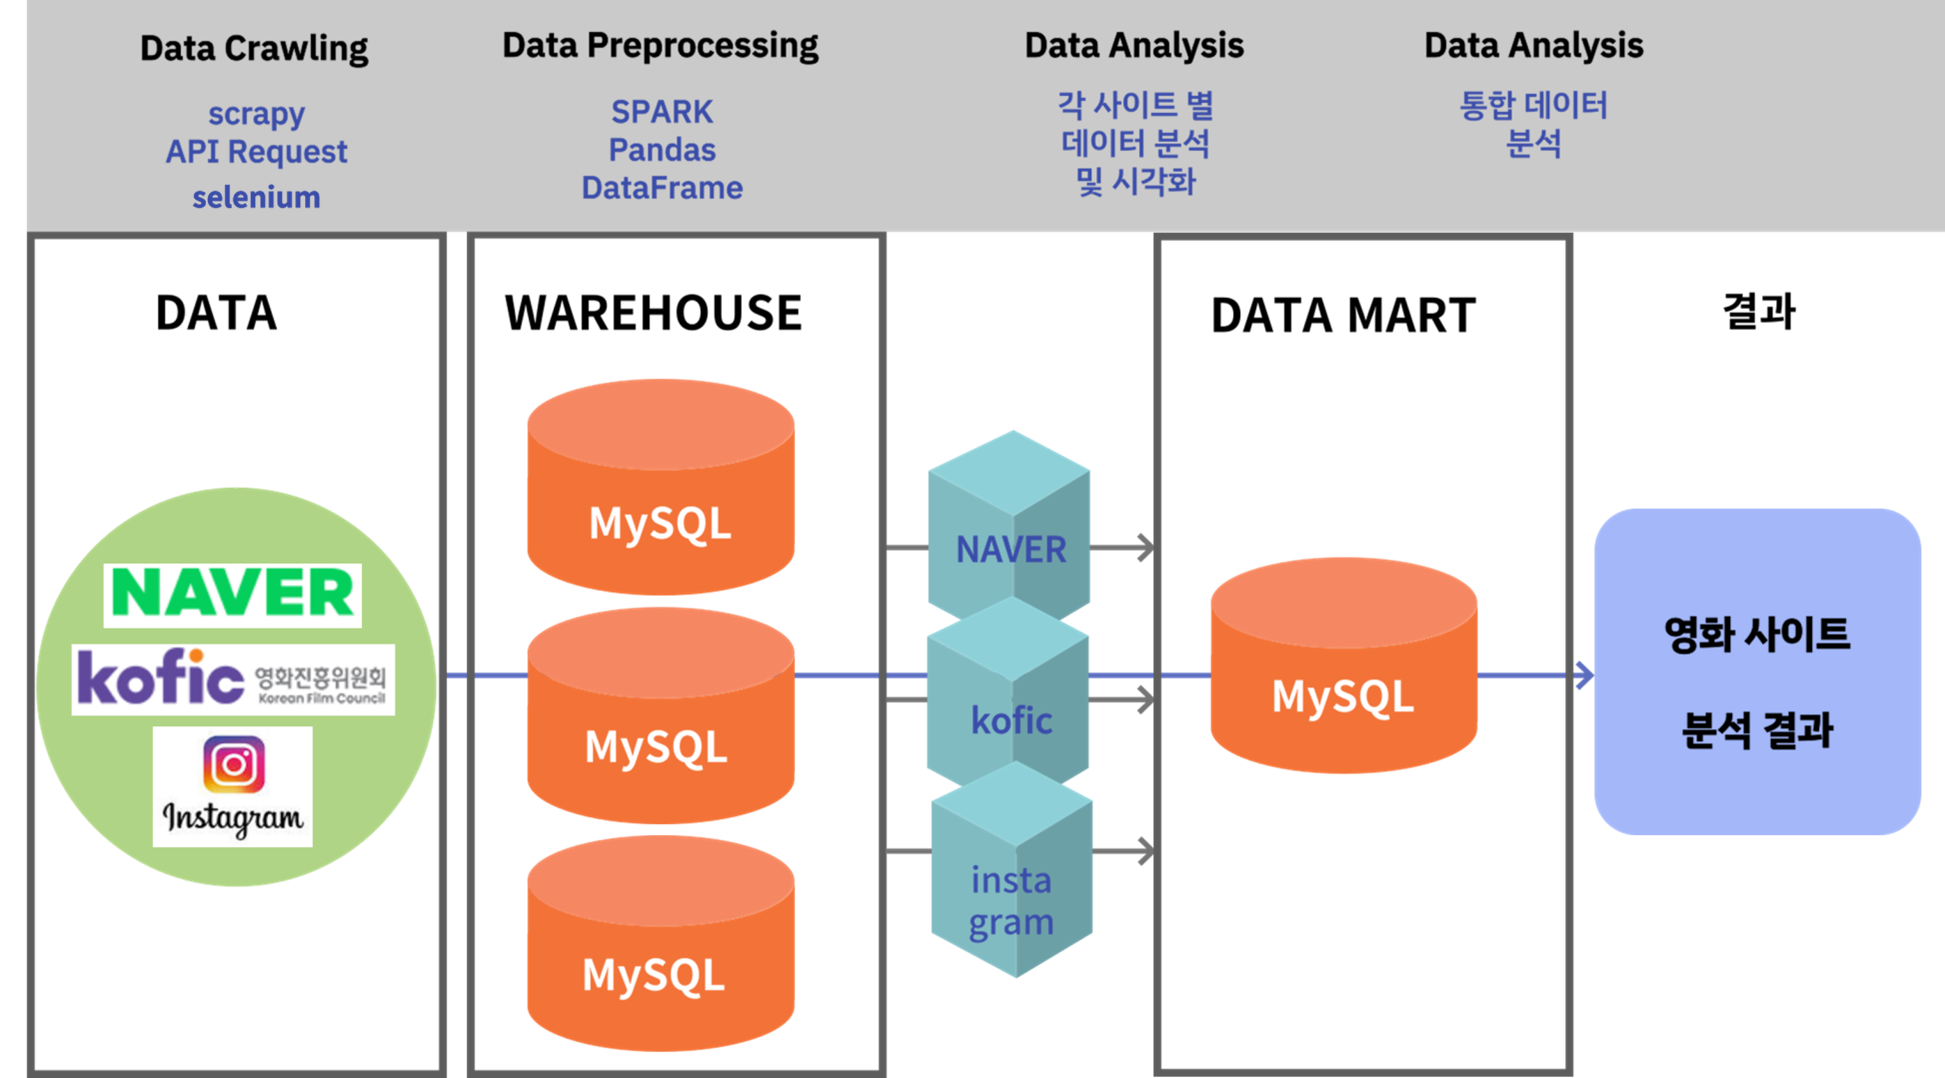 Data Crawling
scrapy
API Request
selenium
Data Preprocessing
SPARK
Pandas
DataFrame
Data Analysis
각 사이트 별
데이터 분석
및 시각화
Data Analysis
통합 데이터
분석
DATA
NAVER
kofic 영화진흥위원회
Korean Film Council
Instagram
WAREHOUSE
MySQL
MySQL
MySQL
NAVER
kofic
insta
gram
DATA MART
MySQL
결과
영화 사이트
분석 결과